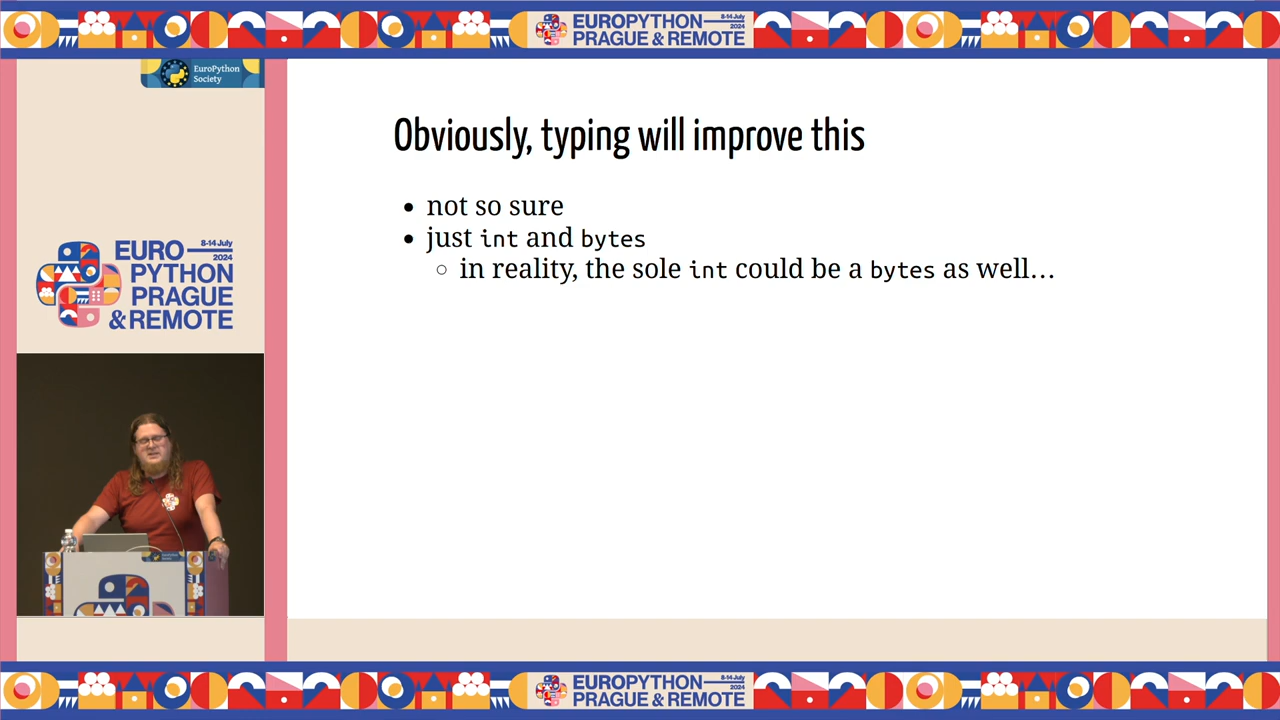 EUROPYTHON 8-14 July 2024
PRAGUE & REMOTE
EuroPython
Society
EURO 8-14 July 2024
PYTHON
PRAGUE
& REMOTE
Obviously, typing will improve this
not so sure
just int and bytes
in reality, the sole int could be a bytes as well…
EUROPYTHON 8-14 July 2024
PRAGUE & REMOTE